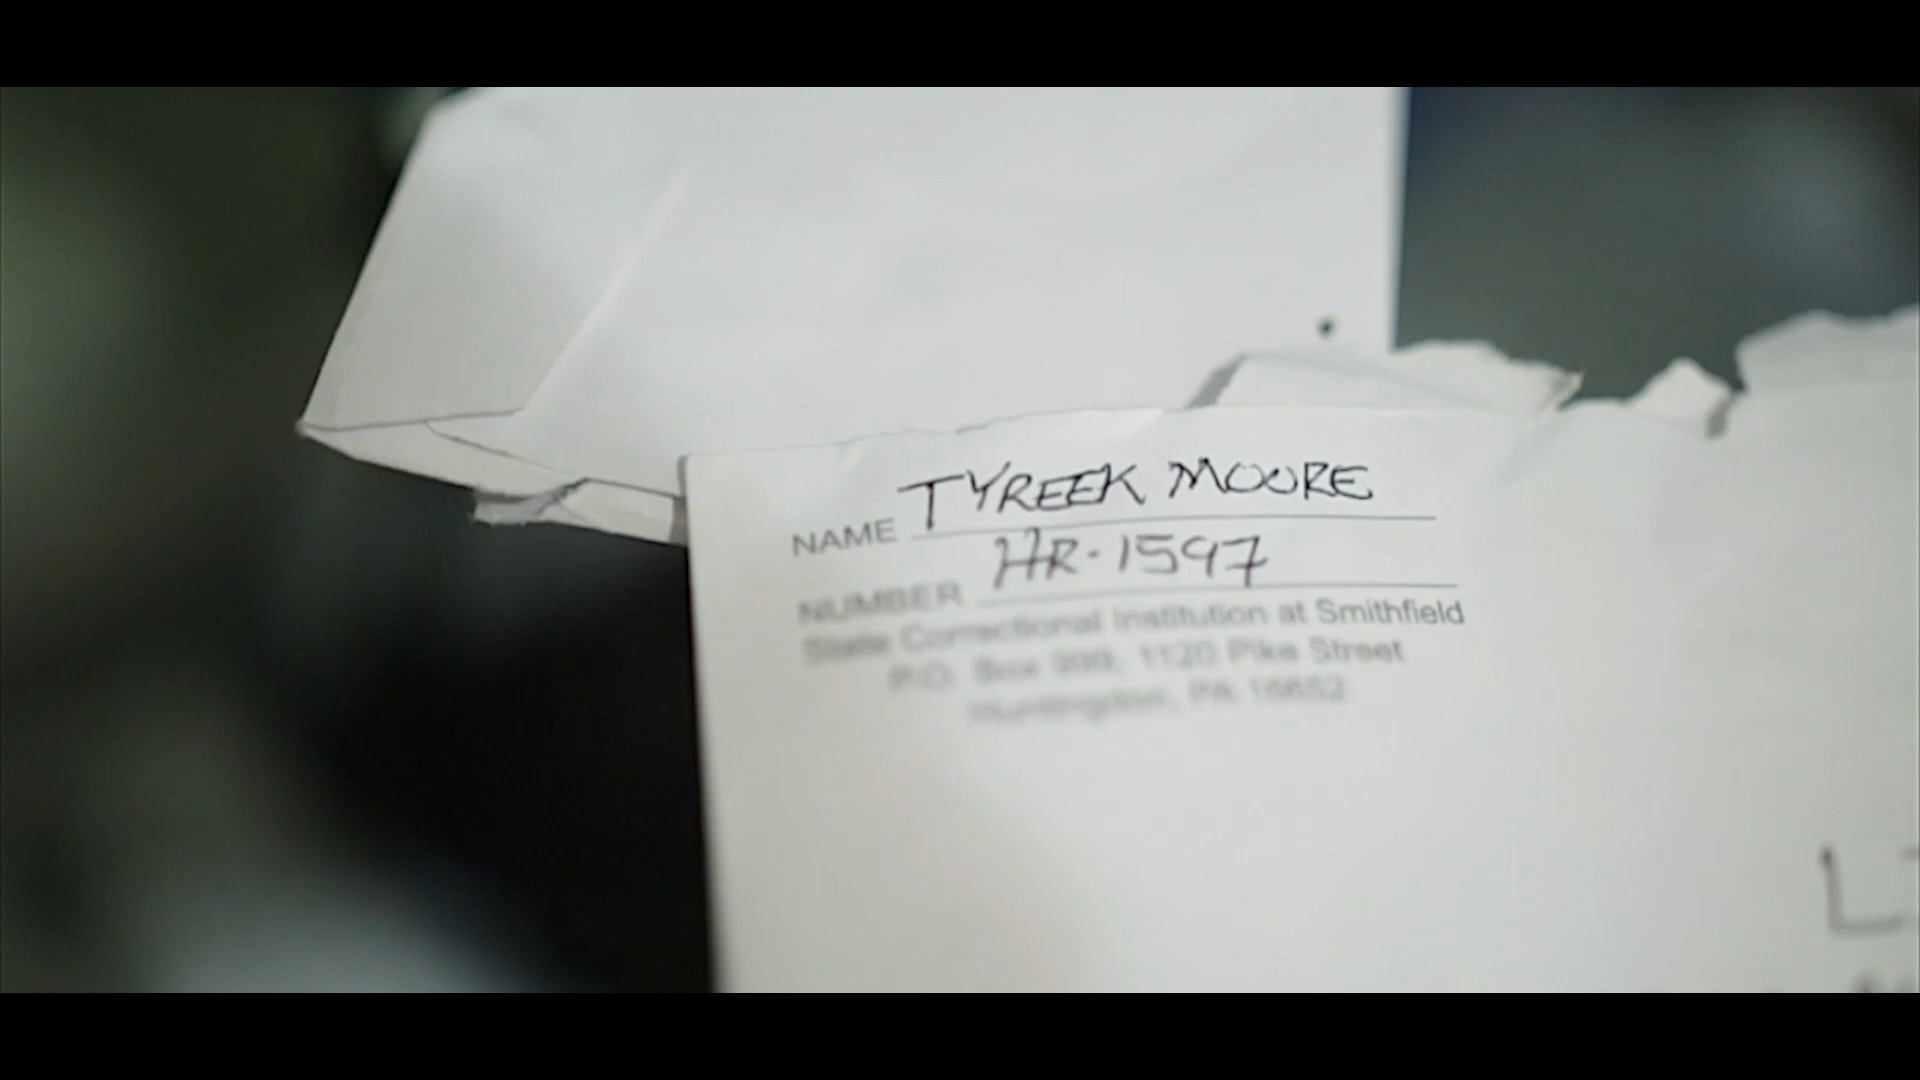 NAME TYREEK MOORE
NUMBER HR-1597
State Correctional Institution at Smithfield
P.O. Box 999, 1120 Pike Street
Huntingdon, PA 16652